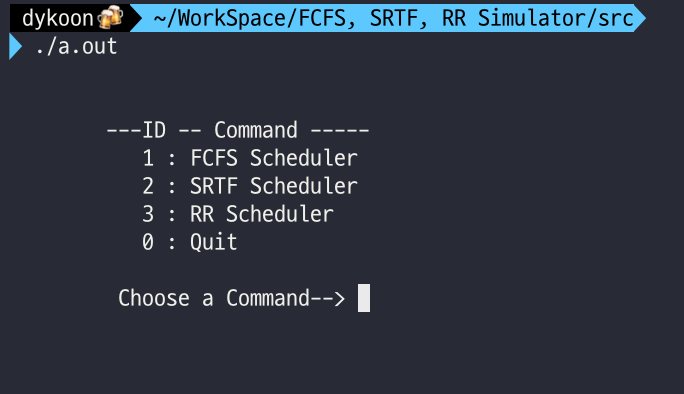 dykoon🍻 ~/WorkSpace/FCFS, SRTF, RR Simulator/src
./a.out
---ID -- Command -----
1 : FCFS Scheduler
2 : SRTF Scheduler
3 : RR Scheduler
0 : Quit
Choose a Command-->